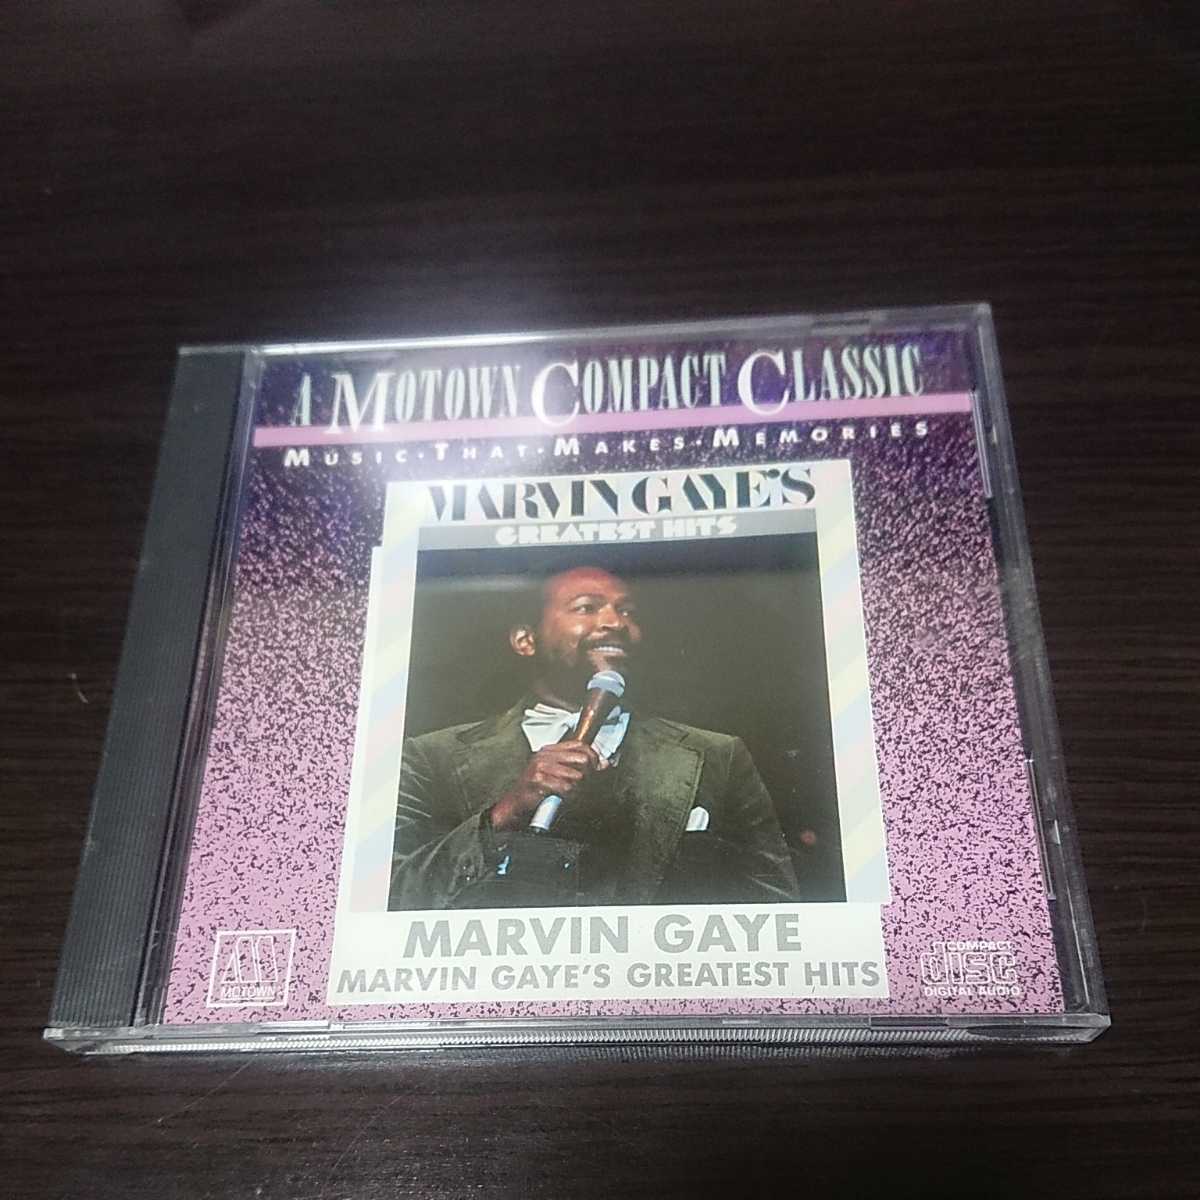 A MOTOWN COMPACT CLASSIC
MUSIC·THAT·MAKES·MEMORIES
MARVIN GAYE'S
GREATEST HITS
MARVIN GAYE
MARVIN GAYE'S GREATEST HITS
M
MOTOWN
COMPACT
disc
DIGITAL AUDIO